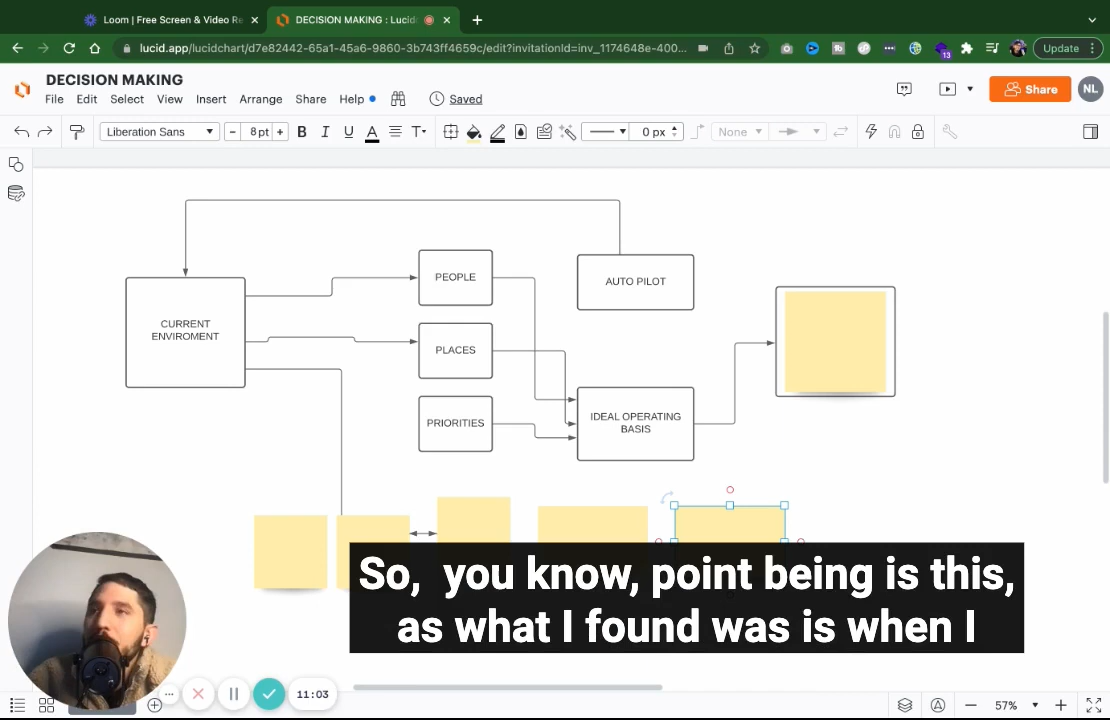 Loom | Free Screen & Video Re
DECISION MAKING : Lucid
lucid.app/lucidchart/d7e82442-65a1-45a6-9860-3b743ff4659c/edit?invitationId=inv_1174648e-400...
13
Update
DECISION MAKING
File Edit Select View Insert Arrange Share Help
Saved
Share
NL
Liberation Sans
8 pt
B I U A T
0 px
None
PEOPLE
AUTO PILOT
CURRENT
ENVIROMENT
PLACES
PRIORITIES
IDEAL OPERATING
BASIS
So, you know, point being is this,
as what I found was is when I
11:03
57%